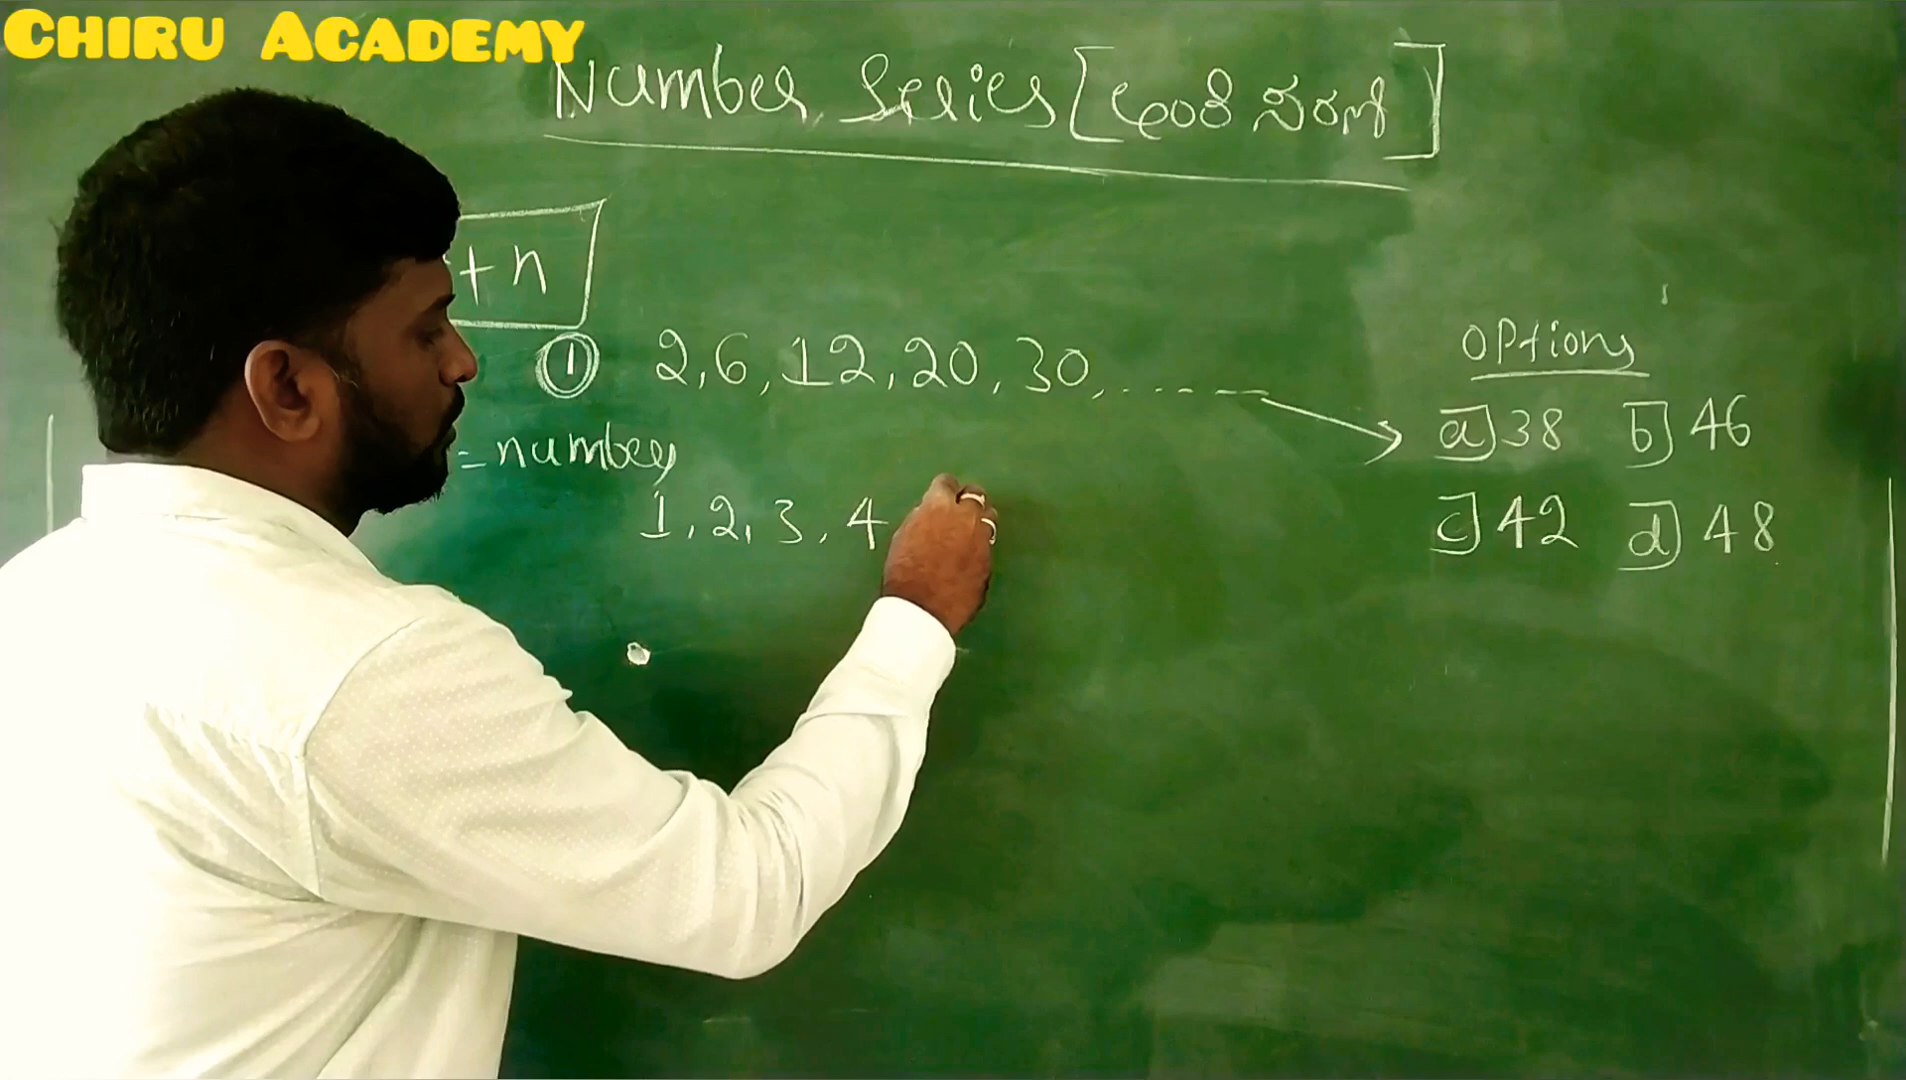 CHIRU ACADEMY
Number Series [ಅಂಕಿ ಸರಣಿ]
+n
① 2, 6, 12, 20, 30, .... —
= number
1, 2, 3, 4
Options
a] 38 b] 46
c] 42 d] 48